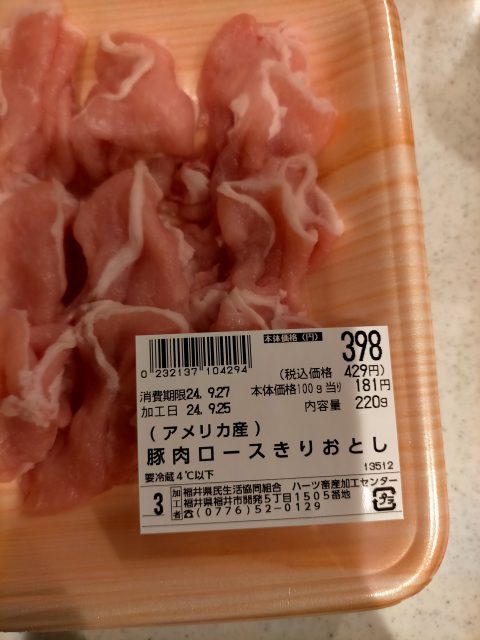 本体価格(円) 398
0 232137 104294
(税込価格 429円)
消費期限24. 9.27 本体価格100g当り 181円
加工日 24. 9.25 内容量 220g
(アメリカ産)
豚肉ロースきりおとし
要冷蔵4℃以下 13512
3 加工者 福井県民生活協同組合 ハーツ畜産加工センター
福井県福井市開発5丁目1505番地
☎(0776)52-0129 プラ